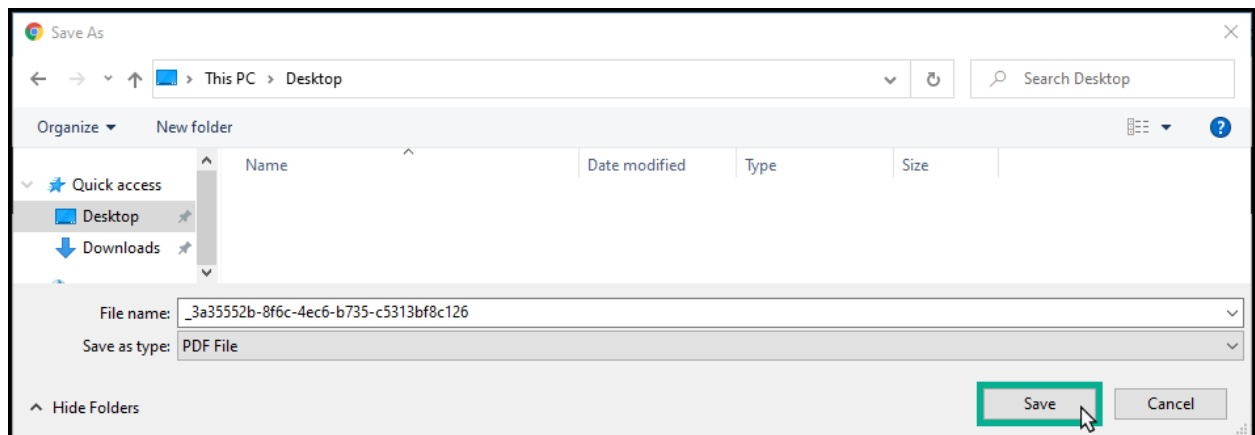 Save As
This PC > Desktop
Search Desktop
Organize
New folder
?
Name
Date modified
Type
Size
Quick access
Desktop
Downloads
File name: _3a35552b-8f6c-4ec6-b735-c5313bf8c126
Save as type: PDF File
Hide Folders
Save
Cancel